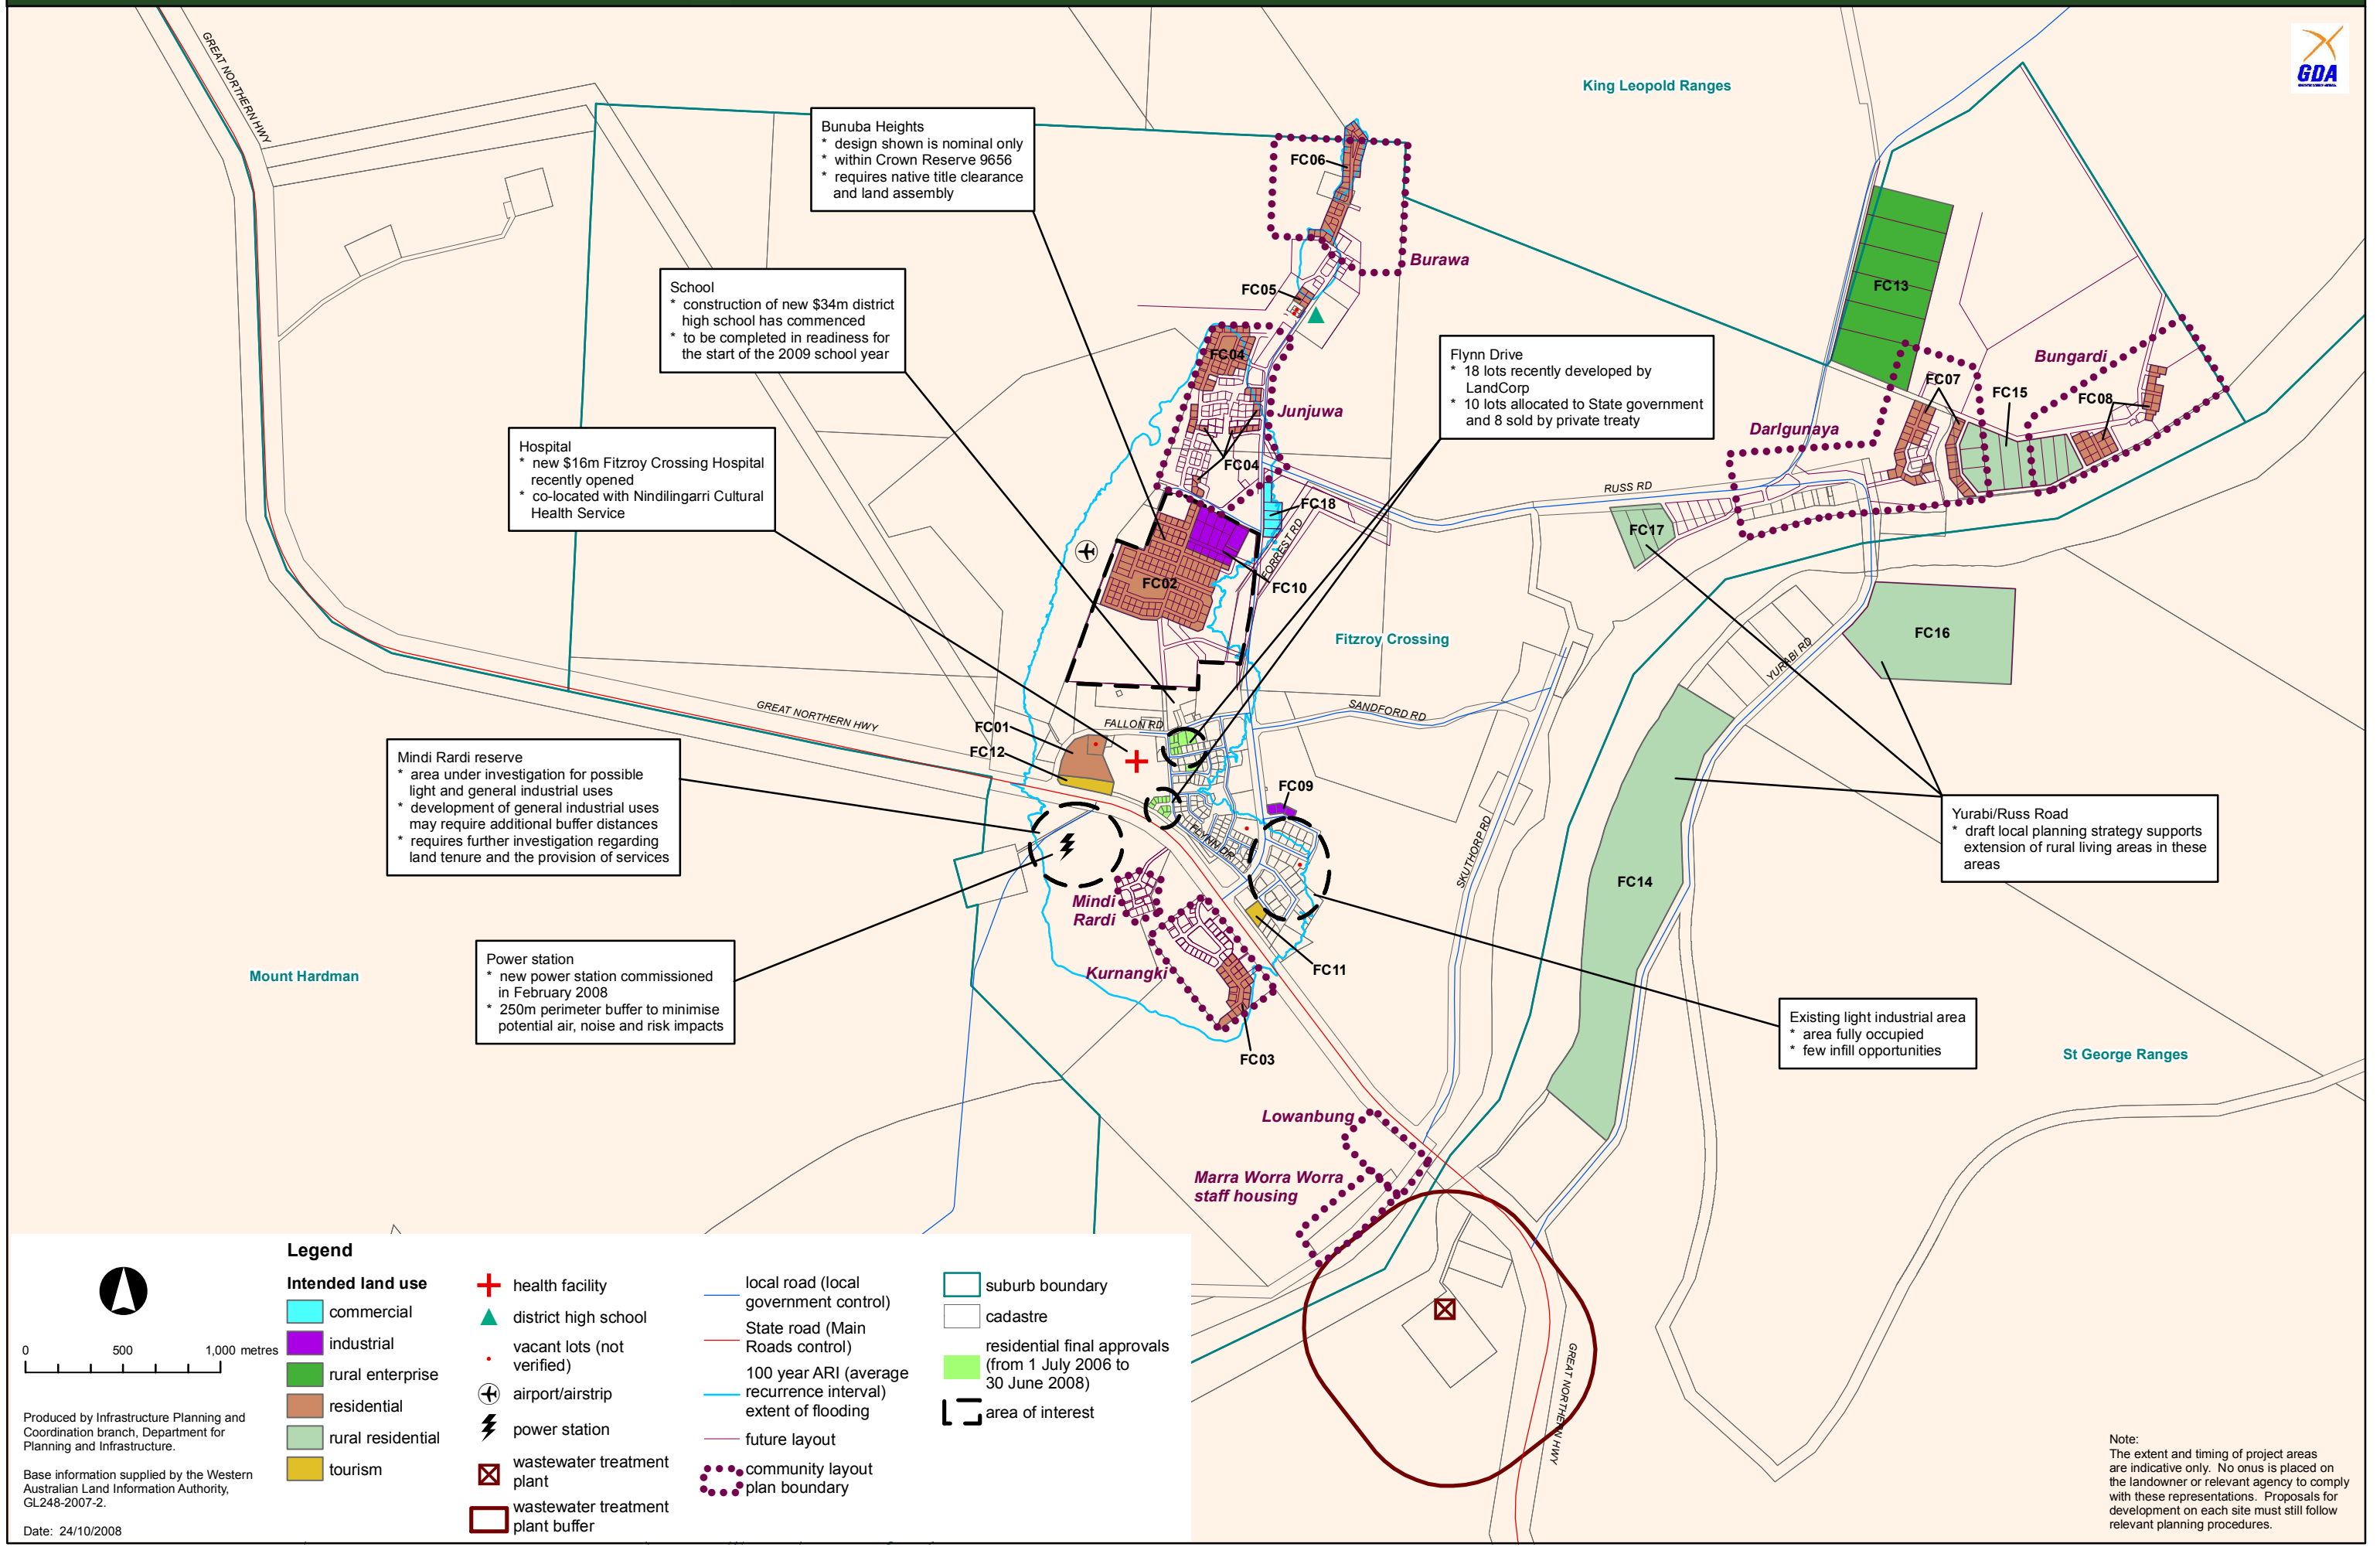 GREAT NORTHERN HWY
King Leopold Ranges
GDA
Bunuba Heights
* design shown is nominal only
* within Crown Reserve 9656
* requires native title clearance
and land assembly
FC06
Burawa
School
* construction of new $34m district
high school has commenced
* to be completed in readiness for
the start of the 2009 school year
FC05
FC13
FC04
Flynn Drive
* 18 lots recently developed by
LandCorp
* 10 lots allocated to State government
and 8 sold by private treaty
Bungardi
FC07
FC15
FC08
Junjuwa
Darlgunaya
Hospital
* new $16m Fitzroy Crossing Hospital
recently opened
* co-located with Nindilingarri Cultural
Health Service
FC04
RUSS RD
FC18
FC17
FORREST RD
FC02
FC10
Fitzroy Crossing
FC16
YURABI RD
GREAT NORTHERN HWY
FALLON RD
SANDFORD RD
FC01
FC12
Mindi Rardi reserve
* area under investigation for possible
light and general industrial uses
* development of general industrial uses
may require additional buffer distances
* requires further investigation regarding
land tenure and the provision of services
FC09
FLYNN DR
SKUTHORP RD
Yurabi/Russ Road
* draft local planning strategy supports
extension of rural living areas in these
areas
FC14
Mindi
Rardi
Power station
* new power station commissioned
in February 2008
* 250m perimeter buffer to minimise
potential air, noise and risk impacts
Mount Hardman
Kurnangki
FC11
Existing light industrial area
* area fully occupied
* few infill opportunities
St George Ranges
FC03
Lowanbung
Marra Worra Worra
staff housing
GREAT NORTHERN HWY
Legend
Intended land use
commercial
industrial
rural enterprise
residential
rural residential
tourism
health facility
district high school
vacant lots (not
verified)
airport/airstrip
power station
wastewater treatment
plant
wastewater treatment
plant buffer
local road (local
government control)
State road (Main
Roads control)
100 year ARI (average
recurrence interval)
extent of flooding
future layout
community layout
plan boundary
suburb boundary
cadastre
residential final approvals
(from 1 July 2006 to
30 June 2008)
area of interest
0 500 1,000 metres
Produced by Infrastructure Planning and
Coordination branch, Department for
Planning and Infrastructure.
Base information supplied by the Western
Australian Land Information Authority,
GL248-2007-2.
Date: 24/10/2008
Note:
The extent and timing of project areas
are indicative only. No onus is placed on
the landowner or relevant agency to comply
with these representations. Proposals for
development on each site must still follow
relevant planning procedures.